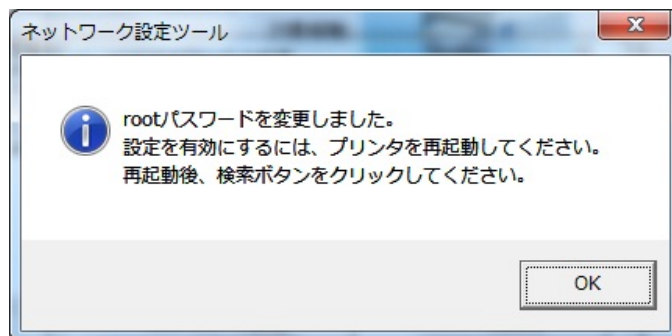 ネットワーク設定ツール
rootパスワードを変更しました。
設定を有効にするには、プリンタを再起動してください。
再起動後、検索ボタンをクリックしてください。
OK